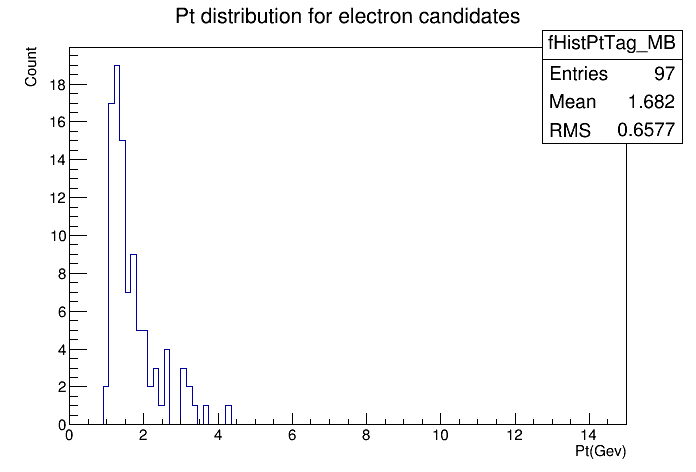 Pt distribution for electron candidates
fHistPtTag_MB
Entries 97
Mean 1.682
RMS 0.6577
Count
18
16
14
12
10
8
6
4
2
0
0 2 4 6 8 10 12 14
Pt(Gev)